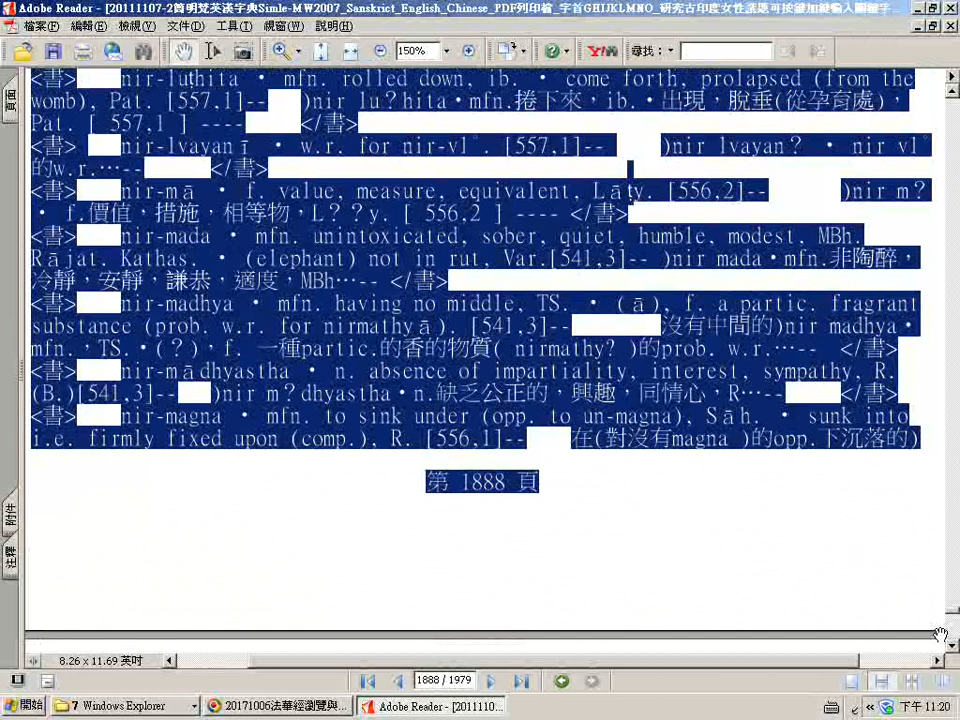 Adobe Reader - [20111107-2簡明梵英漢字典Simle-MW2007_Sanskrict_English_Chinese_PDF列印檔_字首GHIJKLMNO_研究古印度女性議題可按鍵加鍵輸入關鍵字...
檔案(F) 編輯(E) 檢視(V) 文件(D) 工具(T) 視窗(W) 說明(H)
150% 尋找：
頁面
<書> nir-luṭhita • mfn. rolled down, ib. • come forth, prolapsed (from the
womb), Pat. [557,1]-- )nir lu?hita•mfn.捲下來，ib.•出現，脫垂(從孕育處)，
Pat. [ 557,1 ] ---- </書>
<書> nir-lvayanī • w.r. for nir-vl°. [557,1]-- )nir lvayan? • nir vl°
的w.r.…-- </書>
<書> nir-mā • f. value, measure, equivalent, Lāṭy. [556,2]-- )nir m?
• f.價值，措施，相等物，L??y. [ 556,2 ] ---- </書>
<書> nir-mada • mfn. unintoxicated, sober, quiet, humble, modest, MBh.
Rājat. Kathas. • (elephant) not in rut, Var.[541,3]-- )nir mada•mfn.非陶醉，
冷靜，安靜，謙恭，適度，MBh…-- </書>
<書> nir-madhya • mfn. having no middle, TS. • (ā), f. a partic. fragrant
substance (prob. w.r. for nirmathyā). [541,3]-- 沒有中間的)nir madhya•
mfn.，TS.•(?)，f. 一種partic.的香的物質( nirmathy? )的prob. w.r.…-- </書>
<書> nir-mādhyastha • n. absence of impartiality, interest, sympathy, R.
(B.)[541,3]-- )nir m?dhyastha•n.缺乏公正的，興趣，同情心，R…-- </書>
<書> nir-magna • mfn. to sink under (opp. to un-magna), Sāh. • sunk into
i.e. firmly fixed upon (comp.), R. [556,1]-- 在(對沒有magna )的opp.下沉落的)
第 1888 頁
附件
注釋
8.26 x 11.69 英吋
1888 / 1979
開始 7 Windows Explorer 20171006法華經瀏覽與... Adobe Reader - [2011110... 下午 11:20